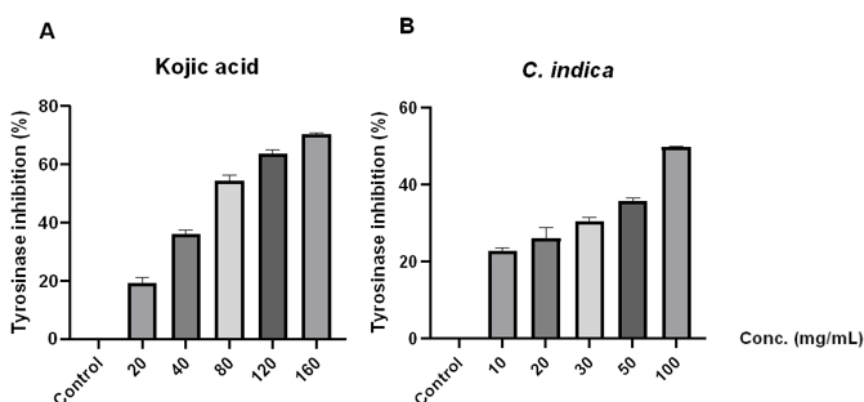 A
Kojic acid
Tyrosinase inhibition (%)
80
60
40
20
0
Control
20
40
80
120
160
B
C. indica
Tyrosinase inhibition (%)
60
40
20
0
Control
10
20
30
50
100
Conc. (mg/mL)